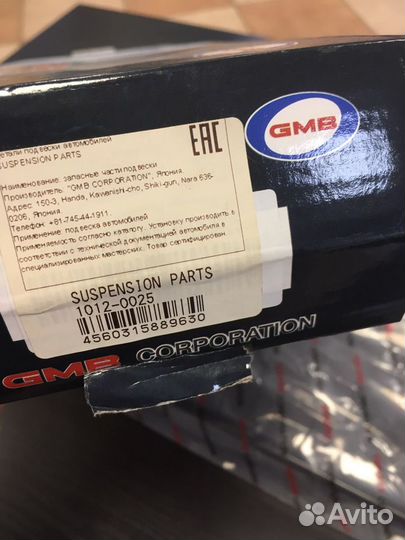 GMB
Детали подвески автомобилей
SUSPENSION PARTS
EAC
Наименование: запасные части подвески
Производитель: "GMB CORPORATION", Япония
Адрес: 150-3, Handa, Kawanishi-cho, Shiki-gun, Nara 636-
0206, Япония.
Телефон: +81-745-44-1911.
Применение: подвеска автомобилей
Применяемость согласно каталогу. Установку производить в
соответствии с технической документацией автомобиля в
специализированных мастерских. Товар сертифицирован.
SUSPENSION PARTS
1012-0025
4560315889630
GMB CORPORATION
Avito